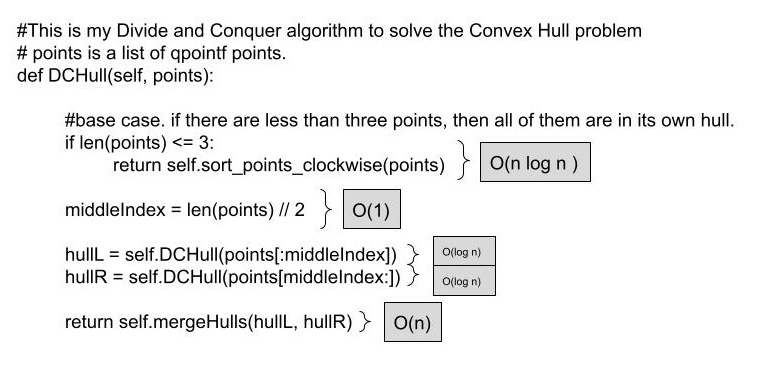 #This is my Divide and Conquer algorithm to solve the Convex Hull problem
# points is a list of qpointf points.
def DCHull(self, points):
#base case. if there are less than three points, then all of them are in its own hull.
if len(points) <= 3:
return self.sort_points_clockwise(points) } O(n log n )
middleIndex = len(points) // 2 } O(1)
hullL = self.DCHull(points[:middleIndex]) } O(log n)
hullR = self.DCHull(points[middleIndex:]) } O(log n)
return self.mergeHulls(hullL, hullR) } O(n)